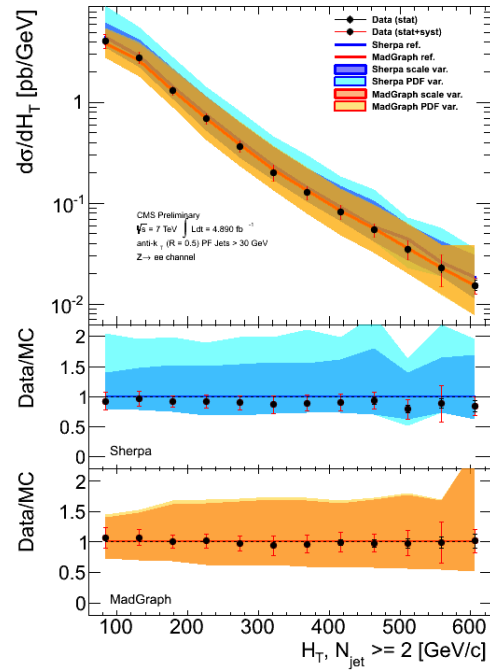 dσ/dH_T [pb/GeV]
1
10^-1
10^-2
Data (stat)
Data (stat+syst)
Sherpa ref.
MadGraph ref.
Sherpa scale var.
Sherpa PDF var.
MadGraph scale var.
MadGraph PDF var.
CMS Preliminary
√s = 7 TeV ∫ Ldt = 4.890 fb^-1
anti-k_T (R = 0.5) PF Jets > 30 GeV
Z→ ee channel
Data/MC
2
1.5
1
0.5
0
Sherpa
Data/MC
2
1.5
1
0.5
0
MadGraph
100 200 300 400 500 600
H_T, N_jet >= 2 [GeV/c]